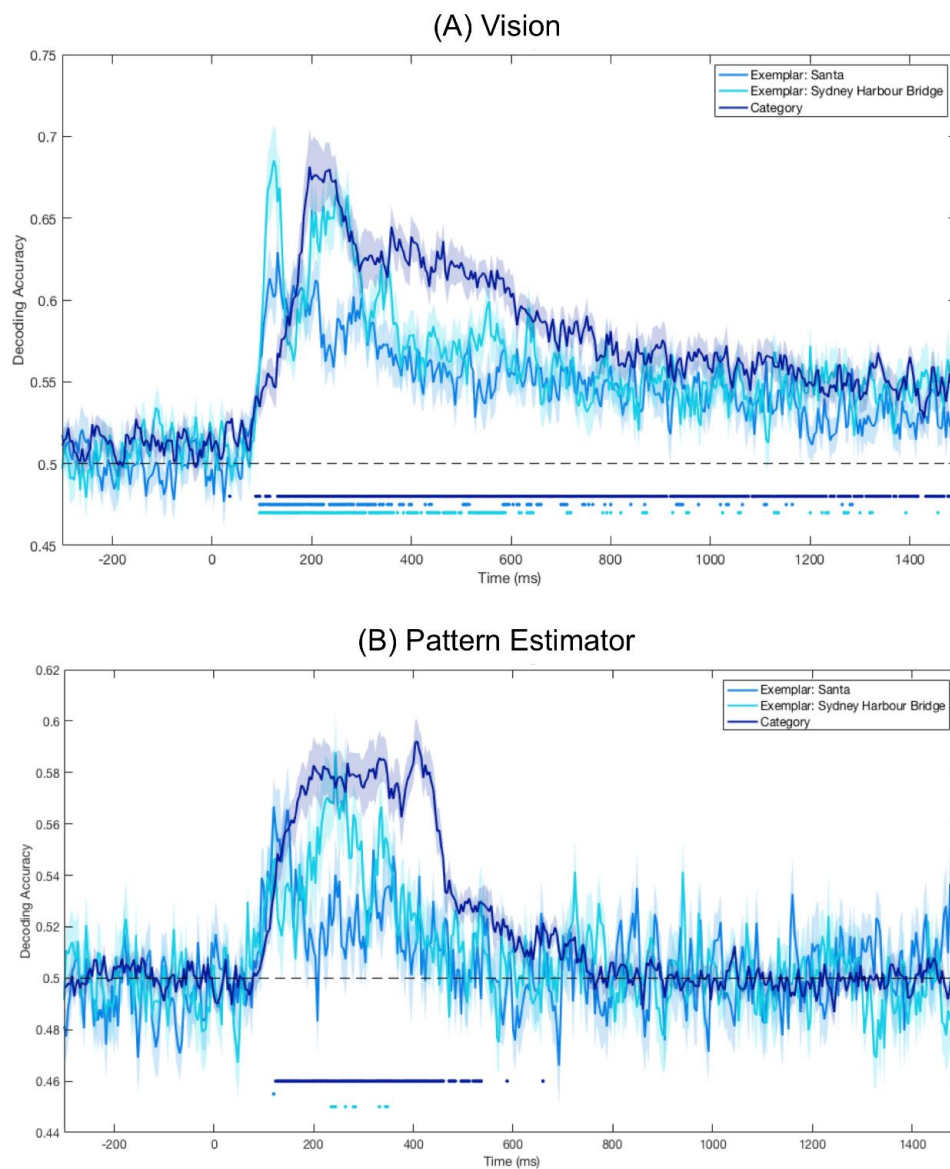 (A) Vision
0.75
Exemplar: Santa
Exemplar: Sydney Harbour Bridge
Category
0.7
0.65
Decoding Accuracy
0.6
0.55
0.5
0.45
-200 0 200 400 600 800 1000 1200 1400
Time (ms)
(B) Pattern Estimator
0.62
Exemplar: Santa
Exemplar: Sydney Harbour Bridge
Category
0.6
0.58
0.56
0.54
Decoding Accuracy
0.52
0.5
0.48
0.46
0.44
-200 0 200 400 600 800 1000 1200 1400
Time (ms)